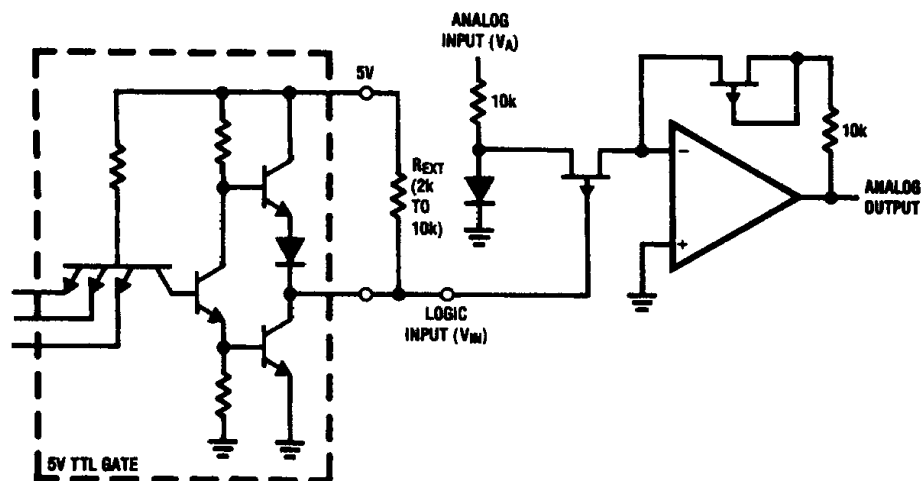 ANALOG
INPUT (VA)
5V
10k
REXT
(2k
TO
10k)
10k
−
+
ANALOG
OUTPUT
LOGIC
INPUT (VIN)
5V TTL GATE